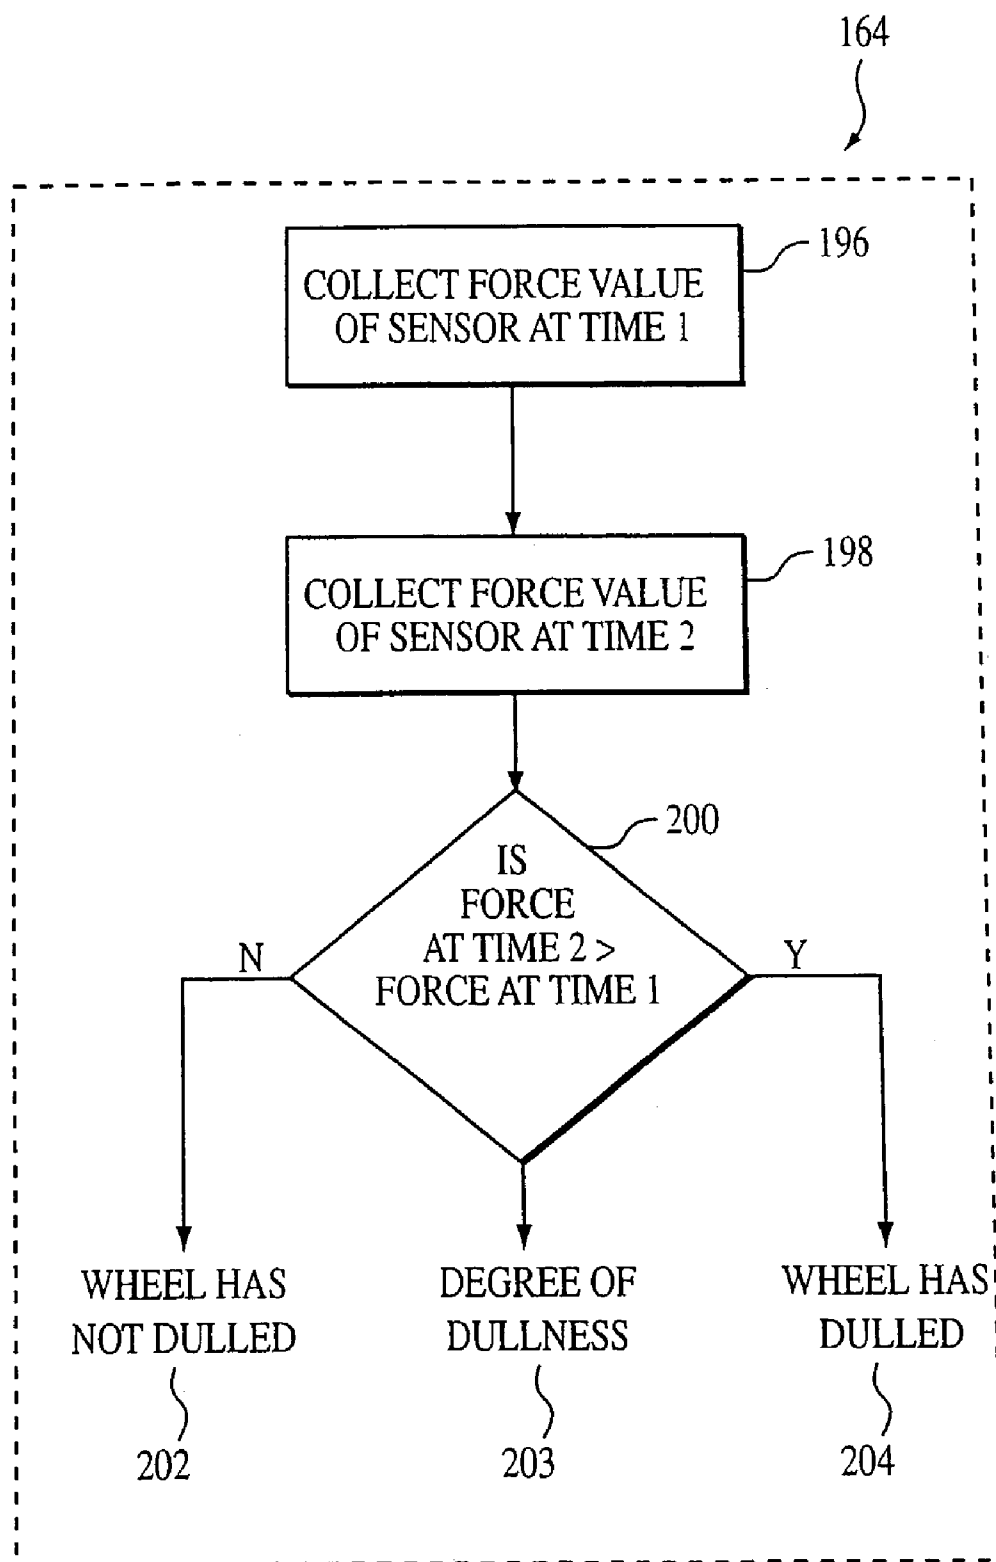 164
196
COLLECT FORCE VALUE
OF SENSOR AT TIME 1
198
COLLECT FORCE VALUE
OF SENSOR AT TIME 2
200
IS
FORCE
AT TIME 2 >
FORCE AT TIME 1
N
Y
WHEEL HAS
NOT DULLED
DEGREE OF
DULLNESS
WHEEL HAS
DULLED
202
203
204